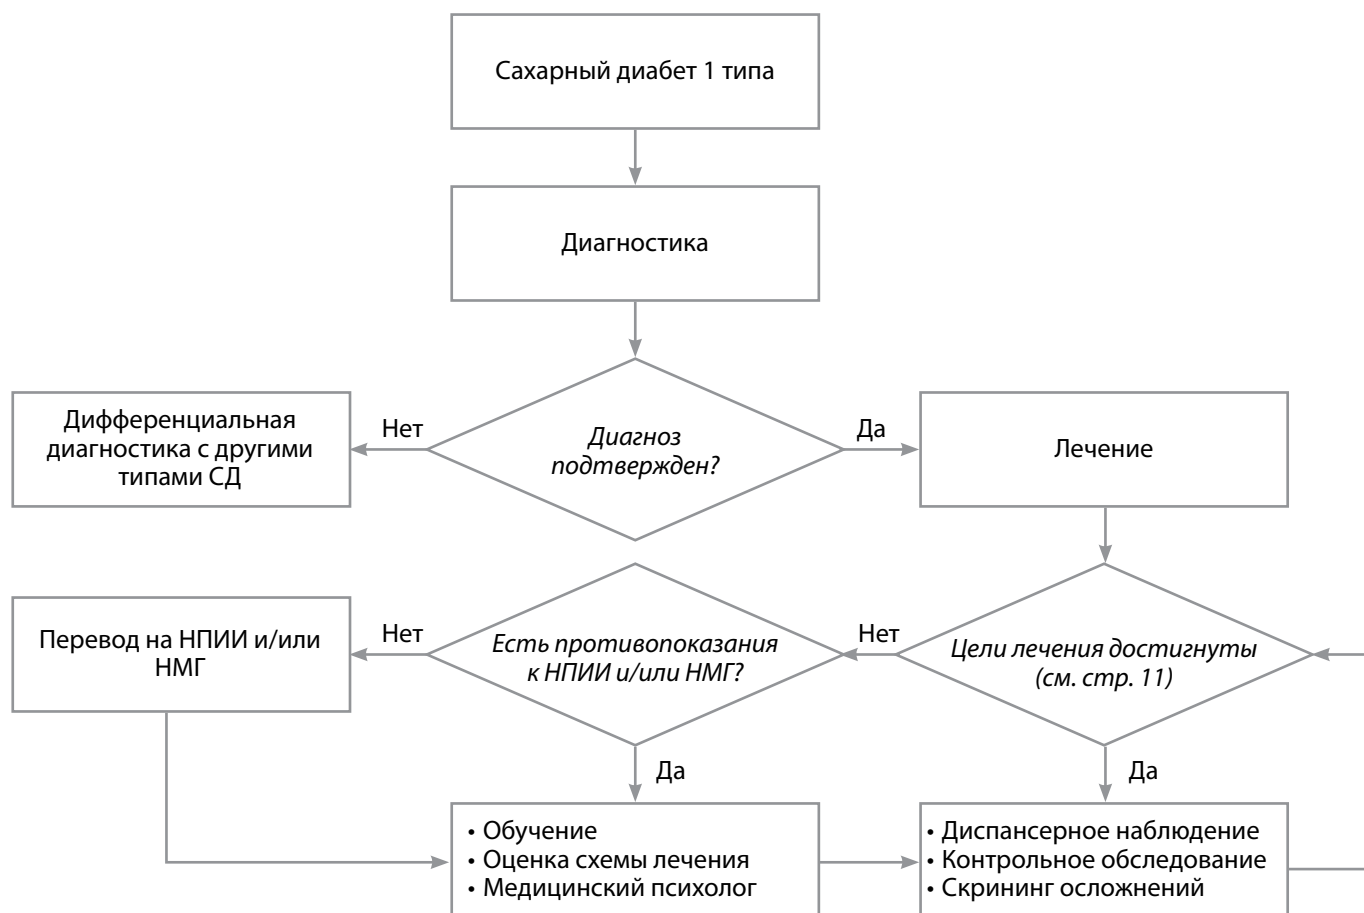 Сахарный диабет 1 типа
Диагностика
Дифференциальная
диагностика с другими
типами СД
Нет
Диагноз
подтвержден?
Да
Лечение
Перевод на НПИИ и/или
НМГ
Нет
Есть противопоказания
к НПИИ и/или НМГ?
Нет
Цели лечения достигнуты
(см. стр. 11)
Да
Да
• Обучение
• Оценка схемы лечения
• Медицинский психолог
• Диспансерное наблюдение
• Контрольное обследование
• Скрининг осложнений